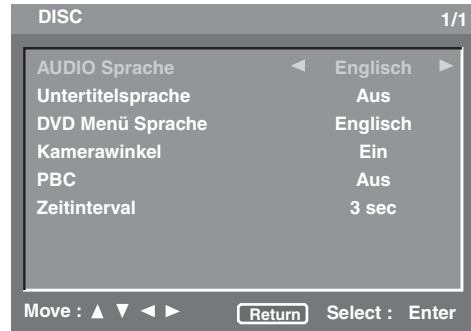 DISC 1/1
AUDIO Sprache ◄ Englisch ►
Untertitelsprache Aus
DVD Menü Sprache Englisch
Kamerawinkel Ein
PBC Aus
Zeitinterval 3 sec
Move : ▲ ▼ ◄ ► Return Select : Enter